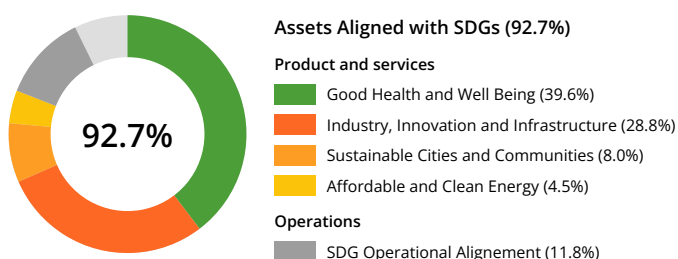 92.7%
Assets Aligned with SDGs (92.7%)
Product and services
Good Health and Well Being (39.6%)
Industry, Innovation and Infrastructure (28.8%)
Sustainable Cities and Communities (8.0%)
Affordable and Clean Energy (4.5%)
Operations
SDG Operational Alignement (11.8%)